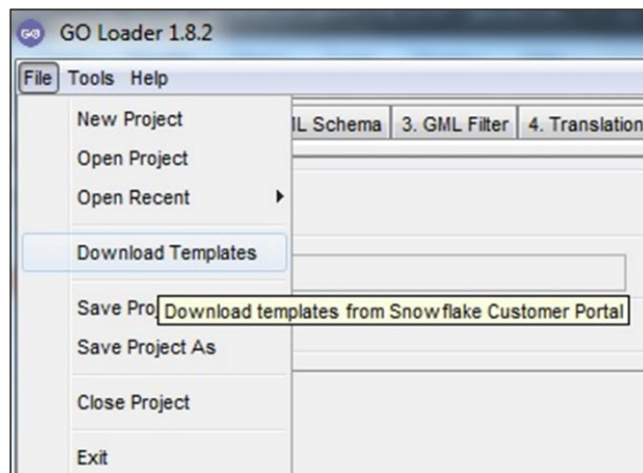 GO Loader 1.8.2
File Tools Help
New Project
IL Schema 3. GML Filter 4. Translation
Open Project
Open Recent
Download Templates
Save Pro
Download templates from Snowflake Customer Portal
Save Project As
Close Project
Exit